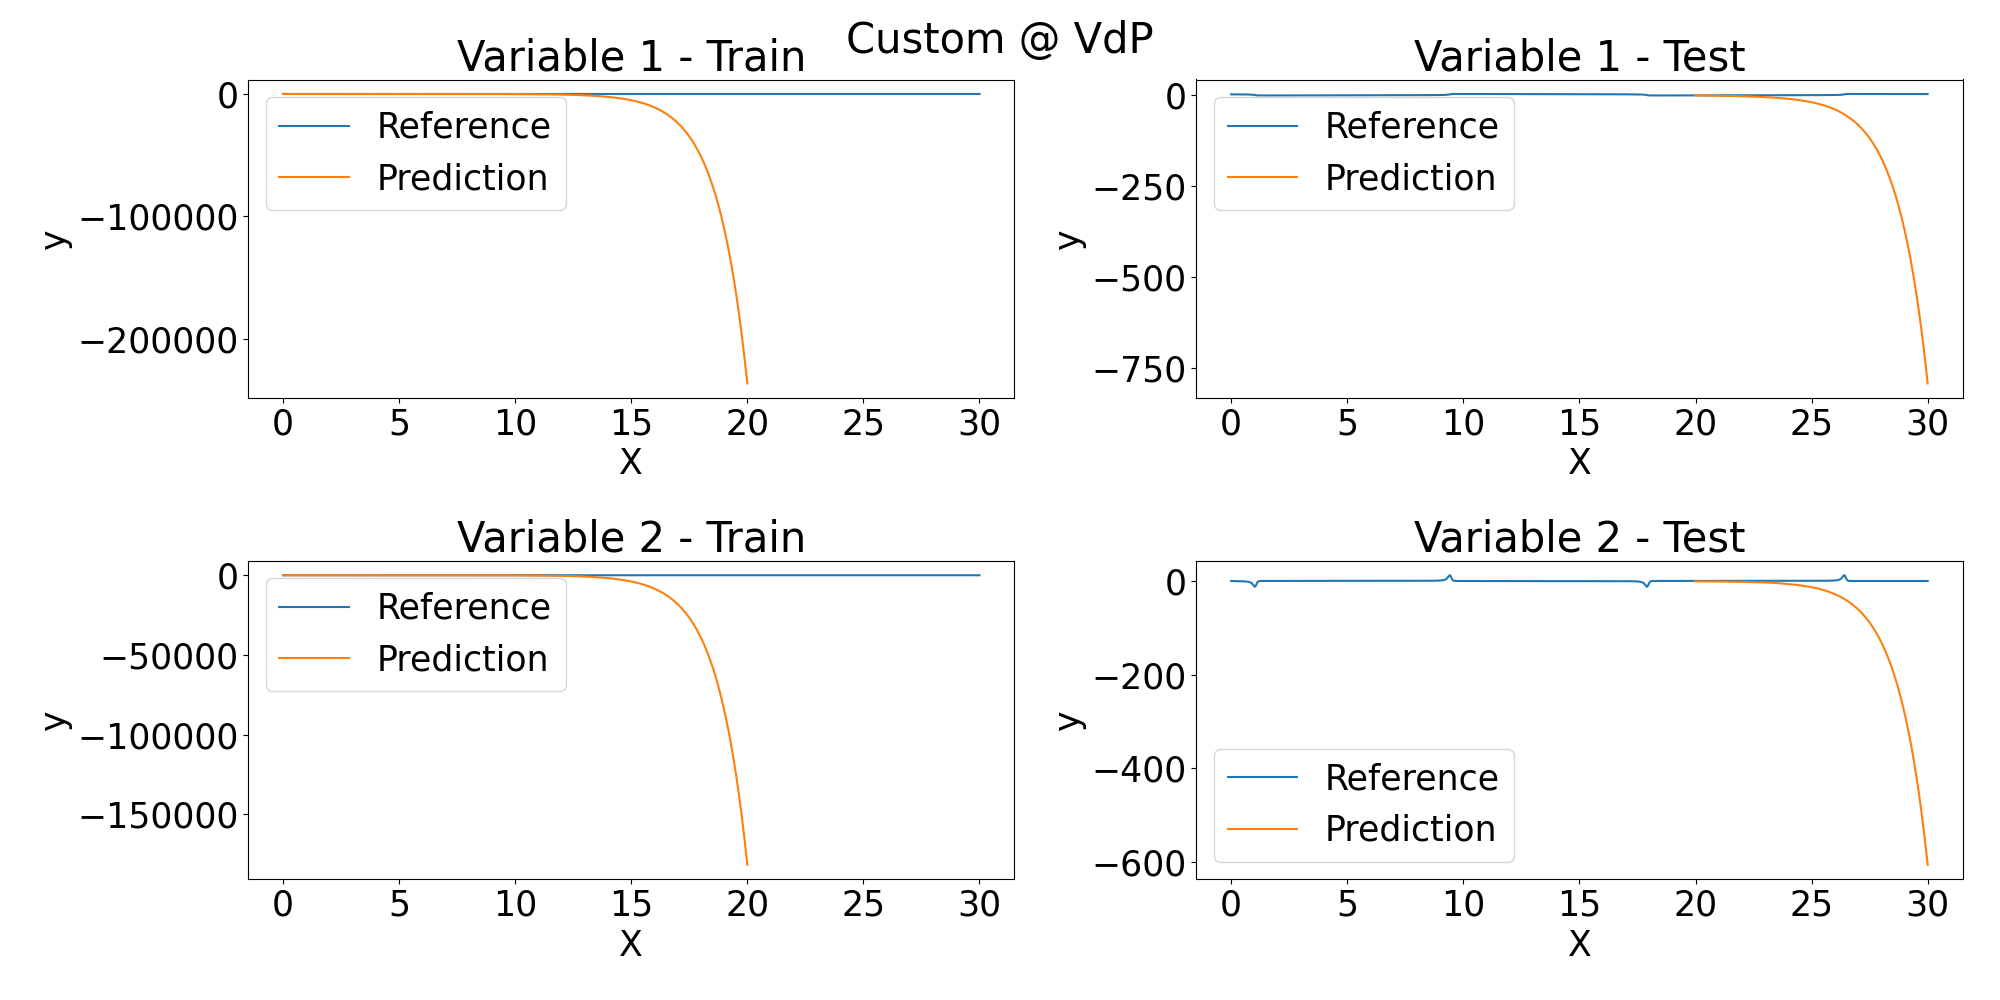 Custom @ VdP
Variable 1 - Train
0
−100000
−200000
y
Reference
Prediction
0 5 10 15 20 25 30
X
Variable 1 - Test
0
−250
−500
−750
y
Reference
Prediction
0 5 10 15 20 25 30
X
Variable 2 - Train
0
−50000
−100000
−150000
y
Reference
Prediction
0 5 10 15 20 25 30
X
Variable 2 - Test
0
−200
−400
−600
y
Reference
Prediction
0 5 10 15 20 25 30
X